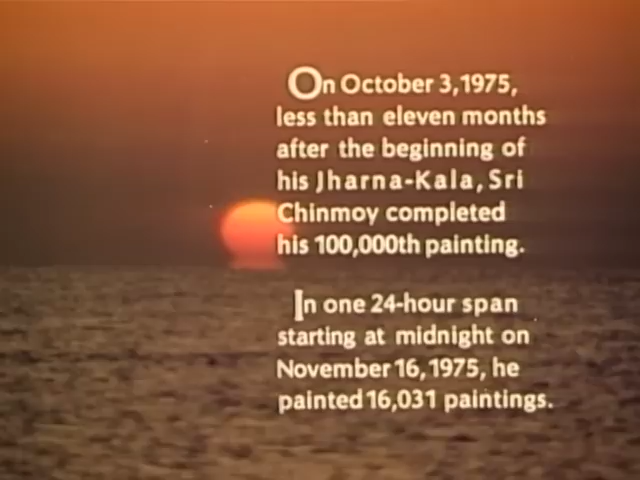 On October 3, 1975,
less than eleven months
after the beginning of
his Jharna-Kala, Sri
Chinmoy completed
his 100,000th painting.
In one 24-hour span
starting at midnight on
November 16, 1975, he
painted 16,031 paintings.